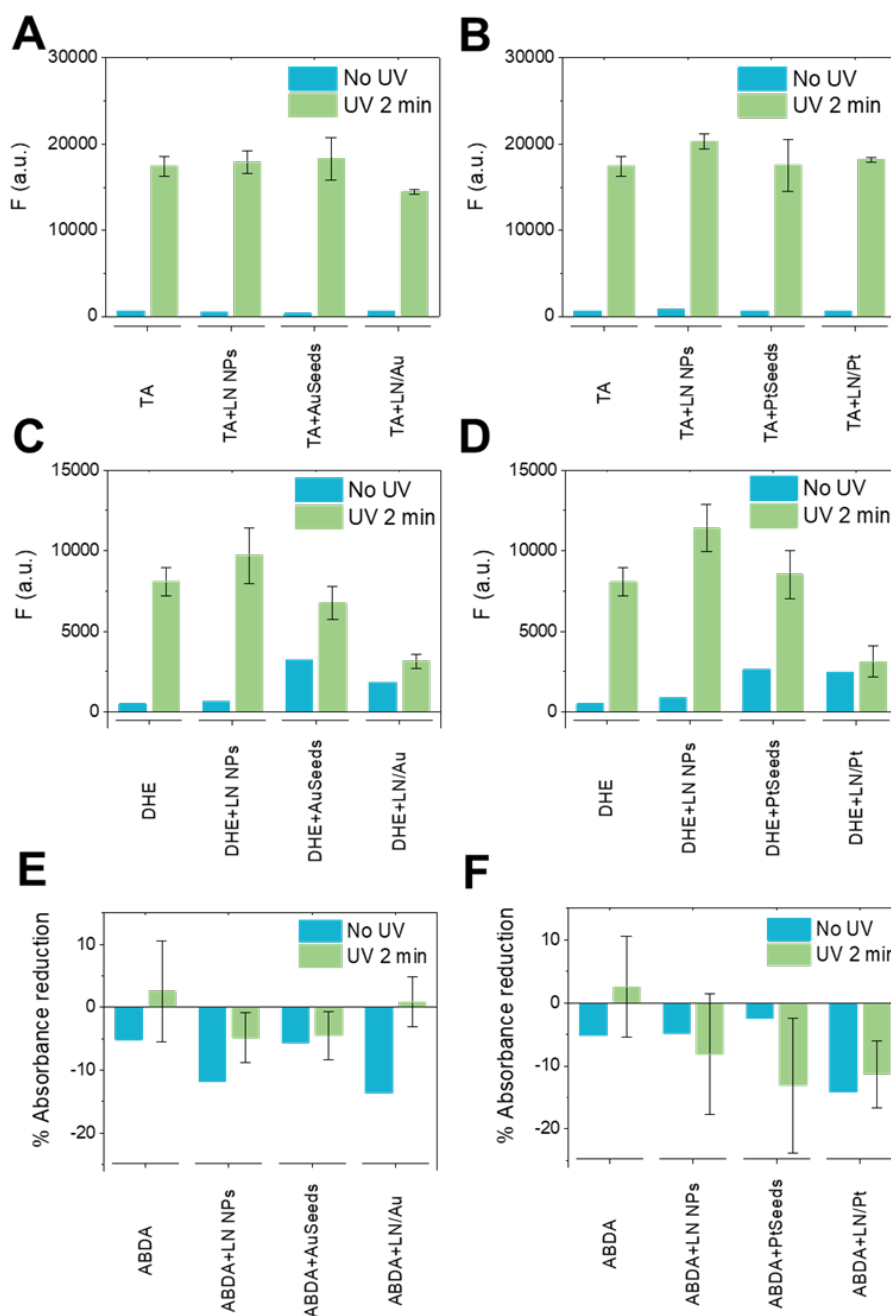 A
30000
20000
10000
0
F (a.u.)
No UV
UV 2 min
TA
TA+LN NPs
TA+AuSeeds
TA+LN/Au
B
30000
20000
10000
0
F (a.u.)
No UV
UV 2 min
TA
TA+LN NPs
TA+PtSeeds
TA+LN/Pt
C
15000
10000
5000
0
F (a.u.)
No UV
UV 2 min
DHE
DHE+LN NPs
DHE+AuSeeds
DHE+LN/Au
D
15000
10000
5000
0
F (a.u.)
No UV
UV 2 min
DHE
DHE+LN NPs
DHE+PtSeeds
DHE+LN/Pt
E
10
0
-10
-20
% Absorbance reduction
No UV
UV 2 min
ABDA
ABDA+LN NPs
ABDA+AuSeeds
ABDA+LN/Au
F
10
0
-10
-20
% Absorbance reduction
No UV
UV 2 min
ABDA
ABDA+LN NPs
ABDA+PtSeeds
ABDA+LN/Pt